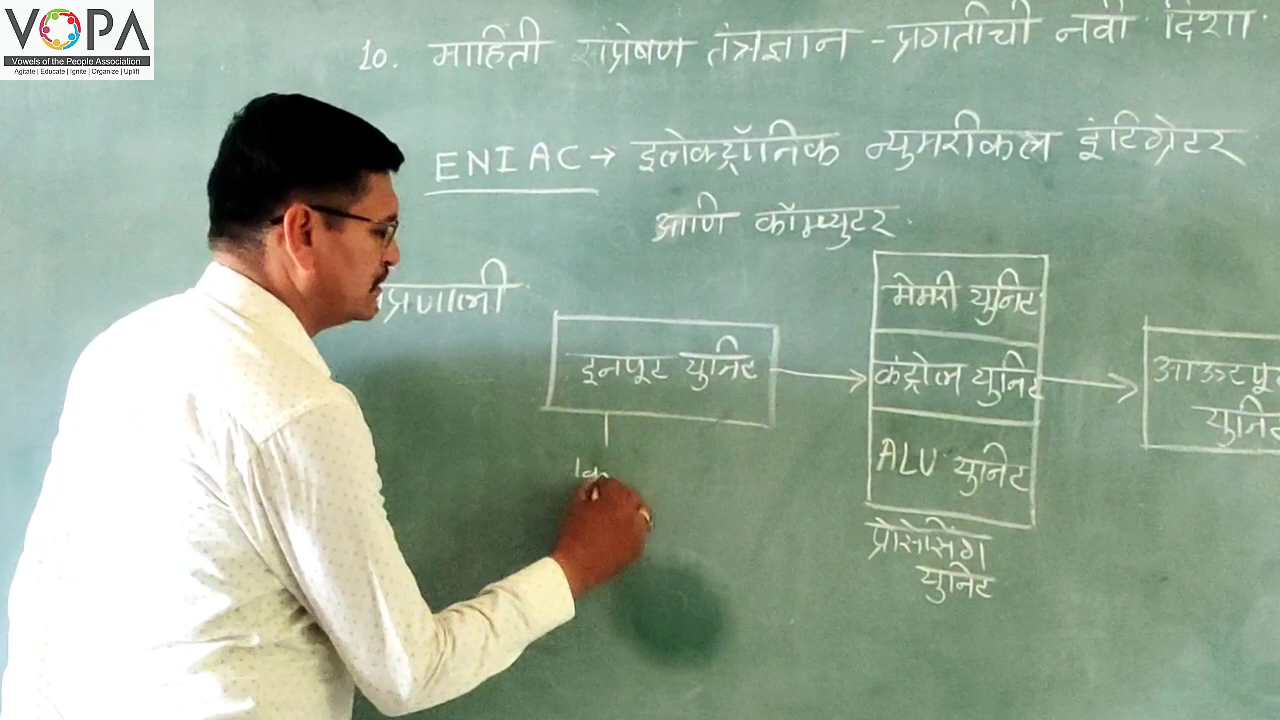 VOPA
Vowels of the People Association
Agitate | Educate | Ignite | Organize | Uplift
10. माहिती संप्रेषण तंत्रज्ञान - प्रगतीची नवी दिशा
ENIAC → इलेक्ट्रॉनिक न्युमरीकल इंटिग्रेटर
आणि कॉम्प्युटर.
प्रणाली
इनपूट युनिट
मेमरी युनिट
कंट्रोल युनिट
ALU युनिट
प्रोसेसिंग
युनिट
आऊटपू
युनिट